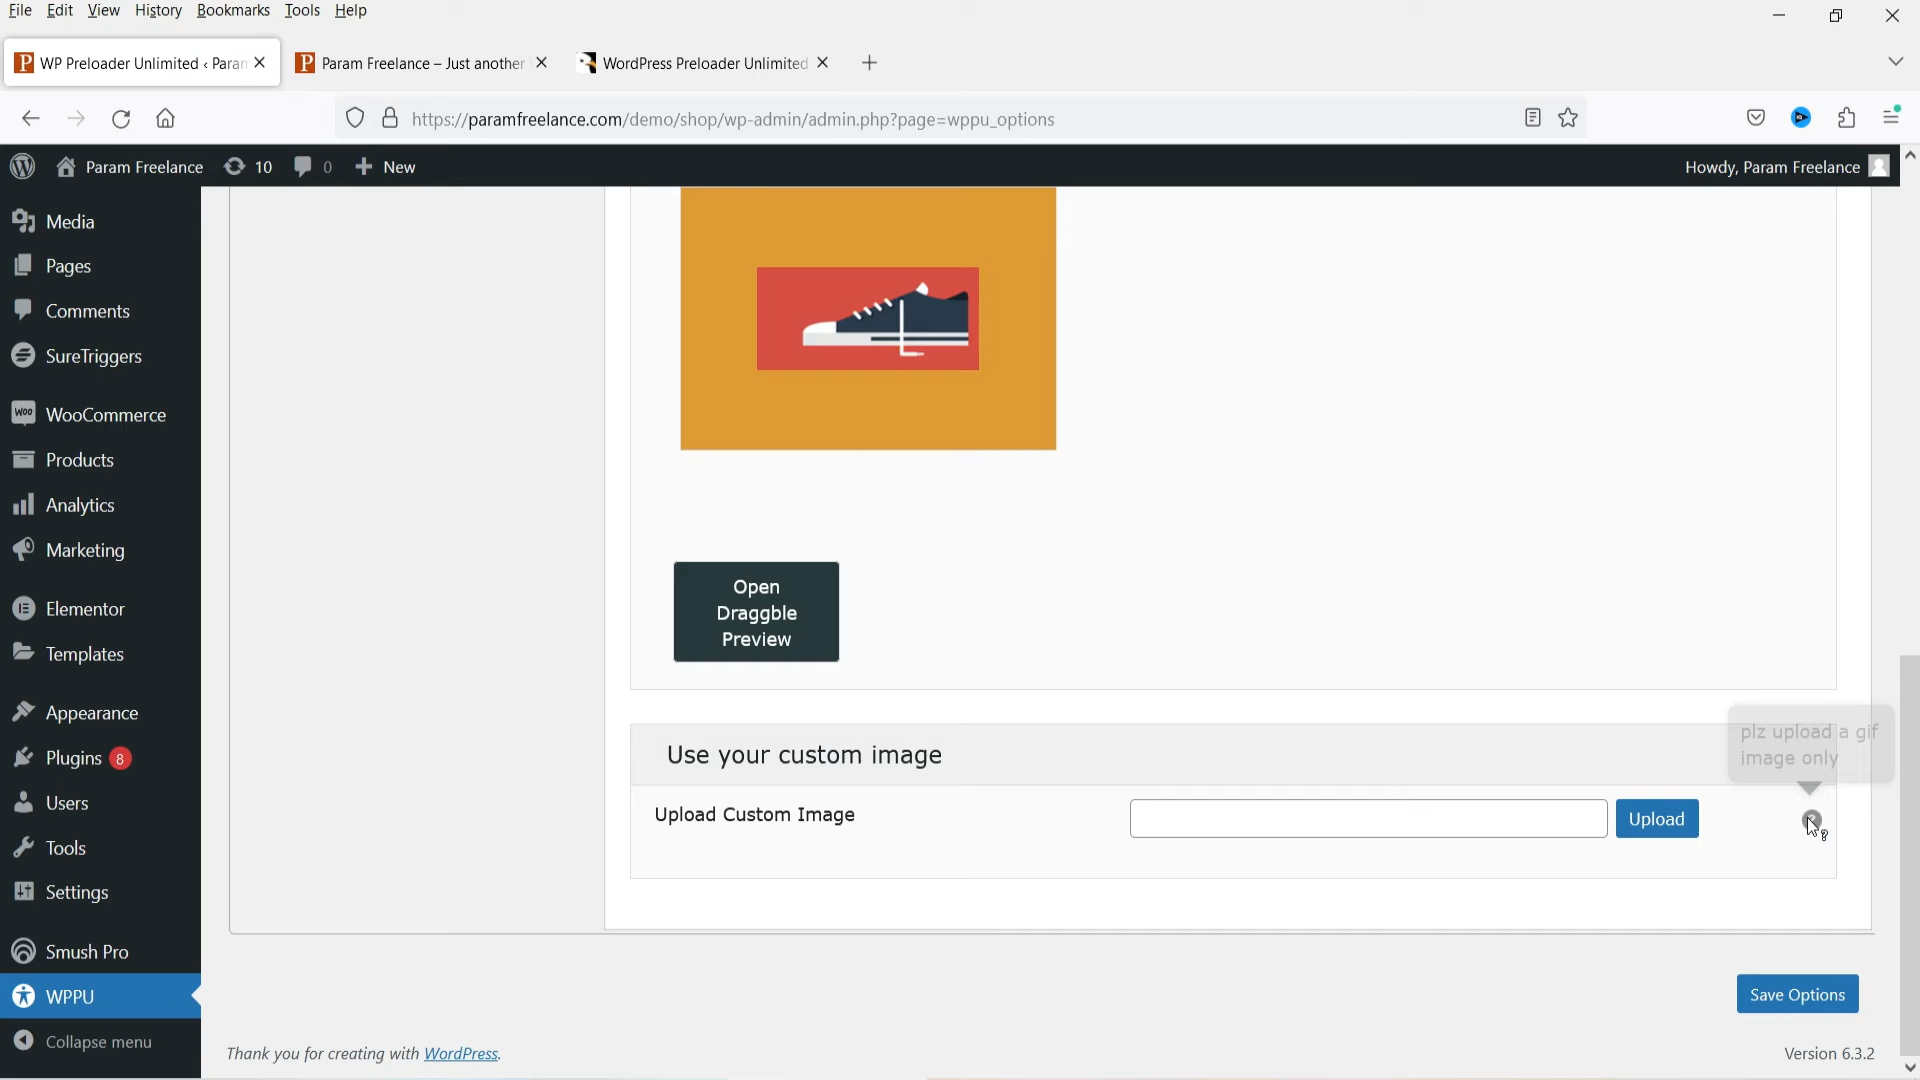 File Edit View History Bookmarks Tools Help
WP Preloader Unlimited ‹ Param
Param Freelance – Just another
WordPress Preloader Unlimited
https://paramfreelance.com/demo/shop/wp-admin/admin.php?page=wppu_options
Param Freelance 10 0 New
Howdy, Param Freelance
Media
Pages
Comments
SureTriggers
WooCommerce
Products
Analytics
Marketing
Elementor
Templates
Appearance
Plugins 8
Users
Tools
Settings
Smush Pro
WPPU
Collapse menu
Open
Draggble
Preview
Use your custom image
plz upload a gif
image only
Upload Custom Image
Upload
Save Options
Thank you for creating with WordPress.
Version 6.3.2